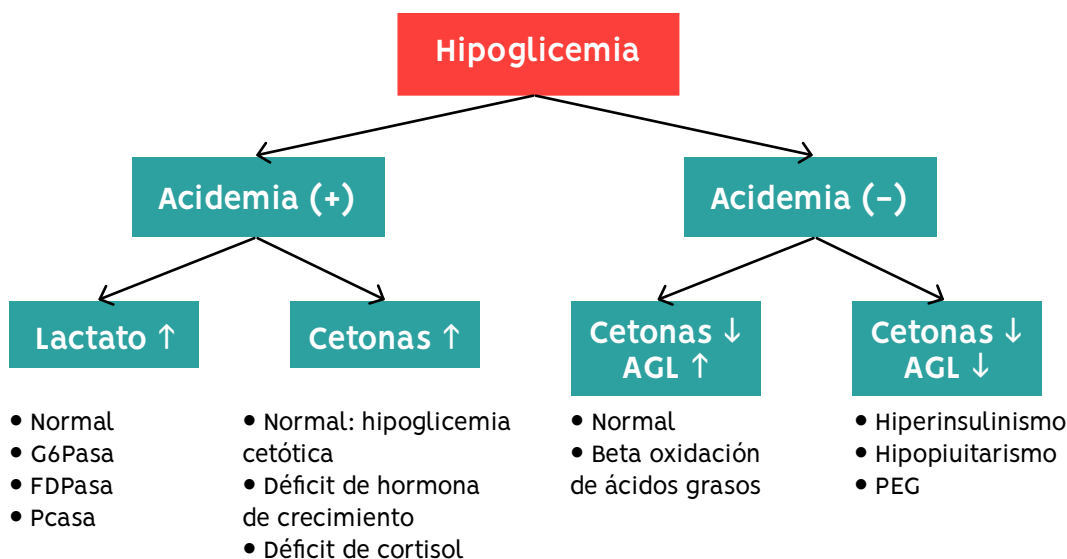 Hipoglicemia
Acidemia (+)
Acidemia (–)
Lactato ↑
Cetonas ↑
Cetonas ↓
AGL ↑
Cetonas ↓
AGL ↓
• Normal
• G6Pasa
• FDPasa
• Pcasa
• Normal: hipoglicemia
cetótica
• Déficit de hormona
de crecimiento
• Déficit de cortisol
• Normal
• Beta oxidación
de ácidos grasos
• Hiperinsulinismo
• Hipopiuitarismo
• PEG